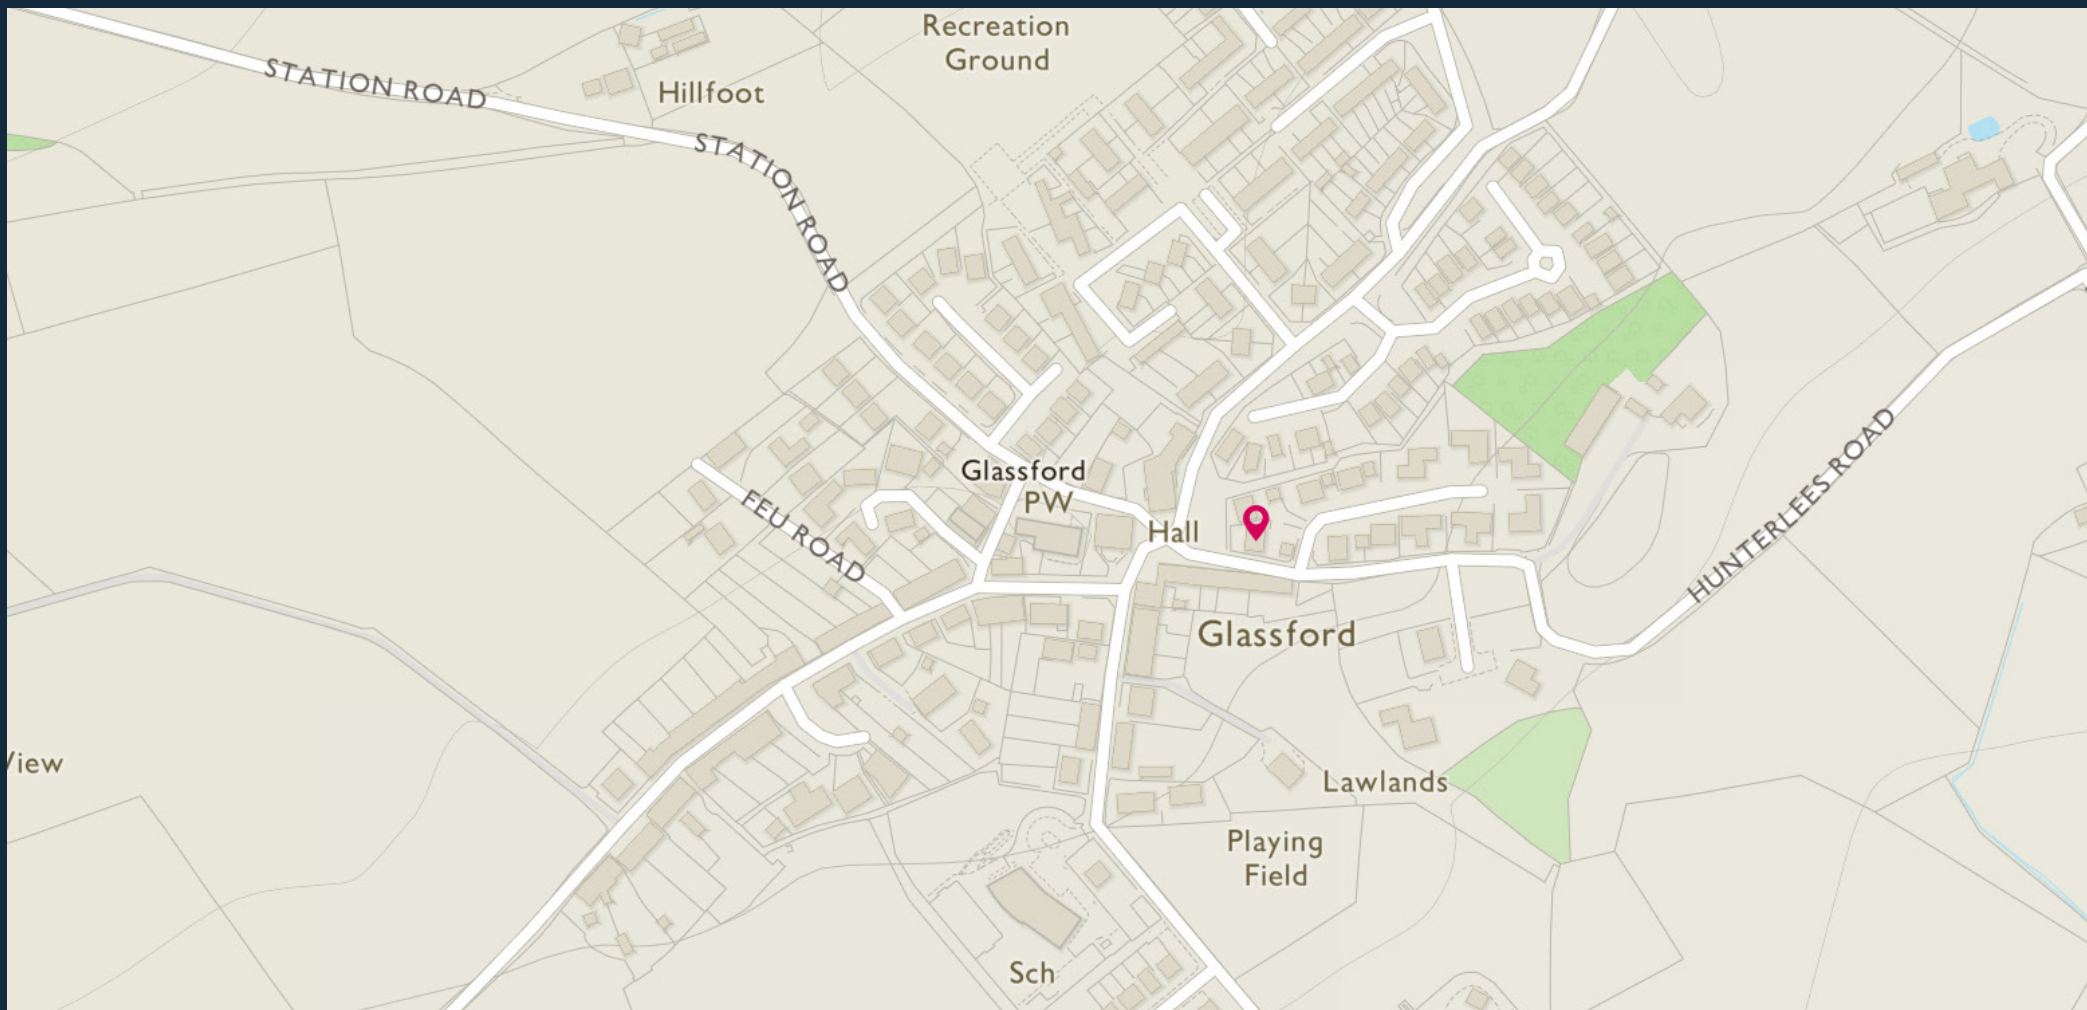 Recreation
Ground
STATION ROAD
Hillfoot
STATION ROAD
Glassford
PW
FEU ROAD
Hall
HUNTERLEES ROAD
Glassford
View
Lawlands
Playing
Field
Sch